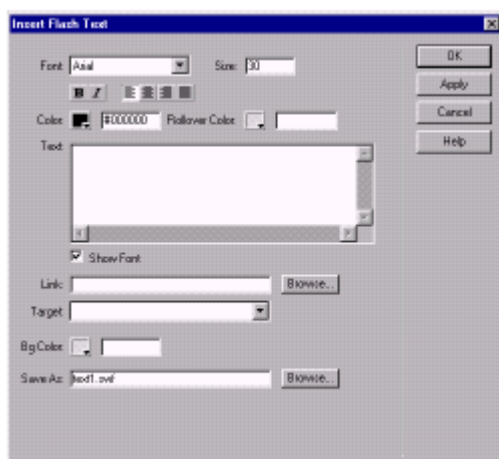 Insert Flash Text
Font: Arial Size: 30 OK
B I Apply
Color: #000000 Rollover Color: Cancel
Text: Help
Show Font
Link: Browse...
Target:
Bg Color:
Save As: text1.swf Browse...